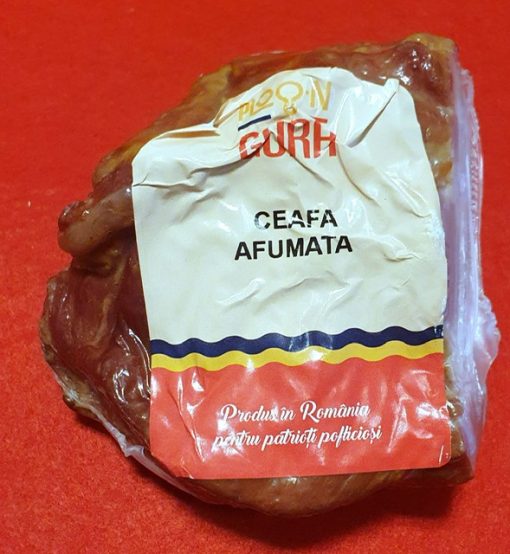 GURA
CEAFA
AFUMATA
Produs în România
pentru patrioți pofticioși